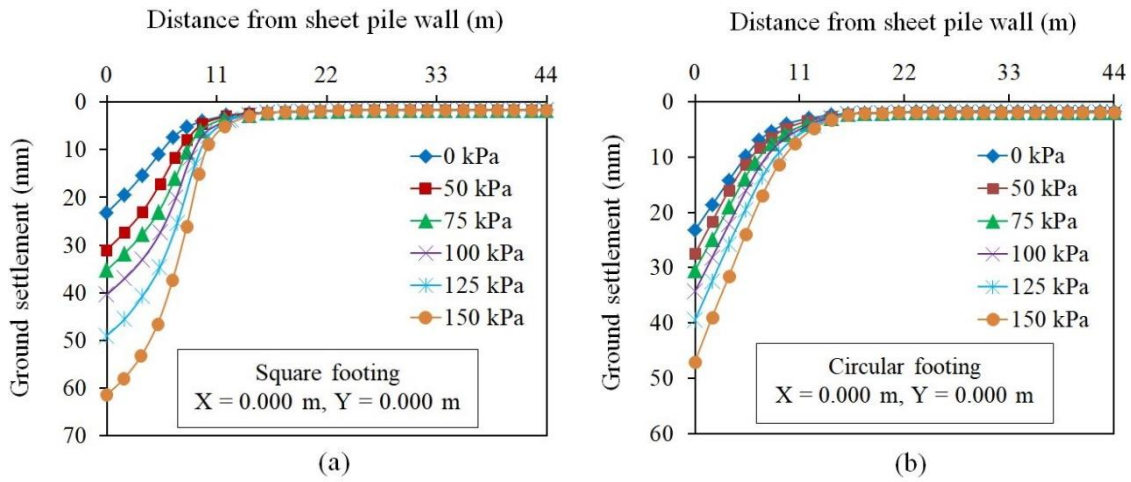 Distance from sheet pile wall (m)
0 11 22 33 44
Ground settlement (mm)
0
10
20
30
40
50
60
70
0 kPa
50 kPa
75 kPa
100 kPa
125 kPa
150 kPa
Square footing
X = 0.000 m, Y = 0.000 m
(a)
Distance from sheet pile wall (m)
0 11 22 33 44
Ground settlement (mm)
0
10
20
30
40
50
60
0 kPa
50 kPa
75 kPa
100 kPa
125 kPa
150 kPa
Circular footing
X = 0.000 m, Y = 0.000 m
(b)